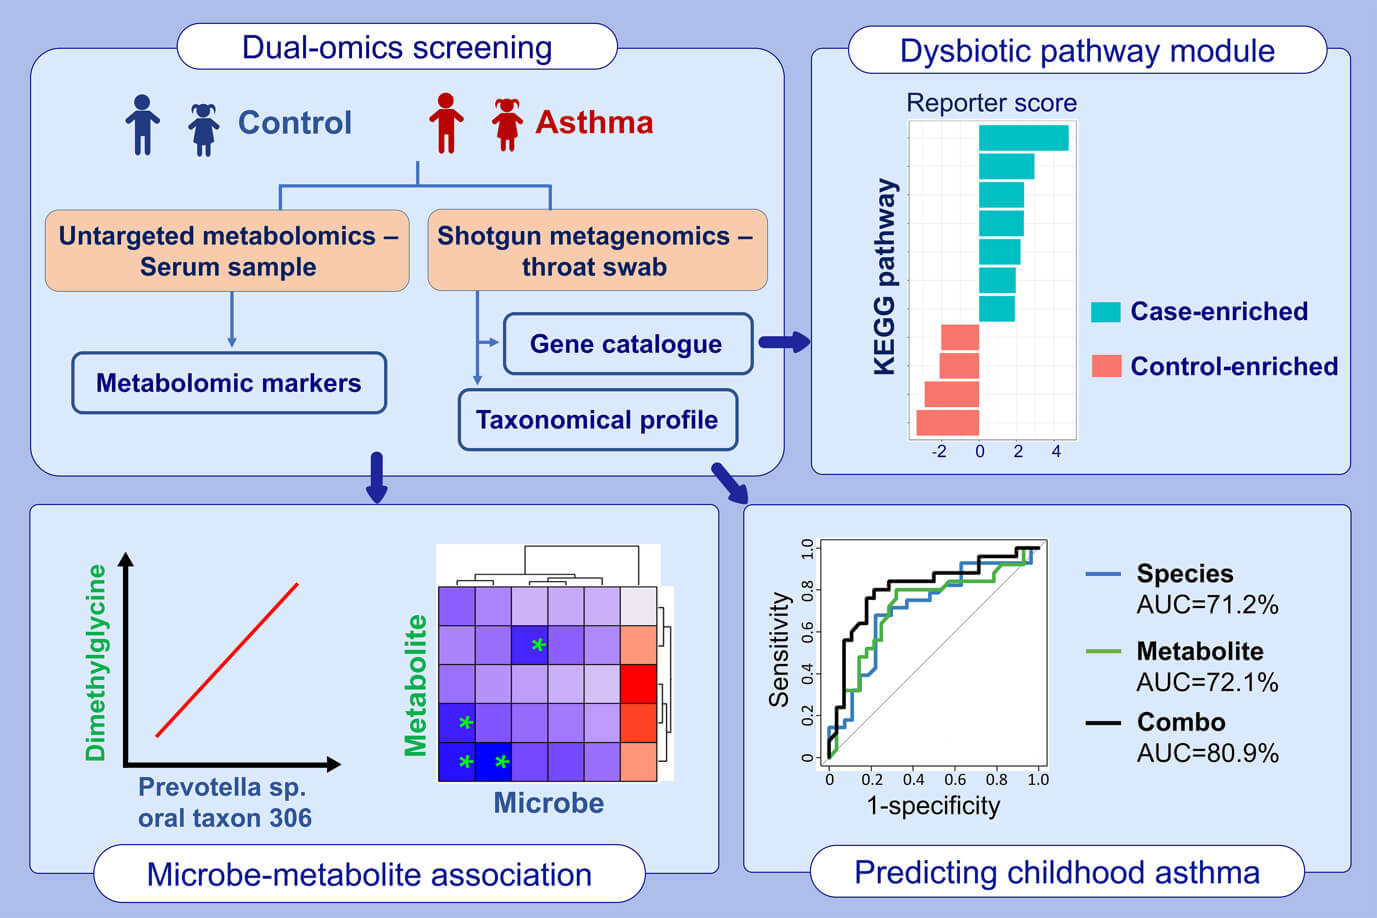 Dual-omics screening
Control
Asthma
Untargeted metabolomics –
Serum sample
Shotgun metagenomics –
throat swab
Metabolomic markers
Gene catalogue
Taxonomical profile
Dysbiotic pathway module
Reporter score
KEGG pathway
-2 0 2 4
Case-enriched
Control-enriched
Dimethylglycine
Prevotella sp.
oral taxon 306
Metabolite
* 
*
* *
Microbe
Microbe-metabolite association
Sensitivity
1.0
0.8
0.6
0.4
0.2
0
0 0.2 0.4 0.6 0.8 1.0
1-specificity
Species
AUC=71.2%
Metabolite
AUC=72.1%
Combo
AUC=80.9%
Predicting childhood asthma